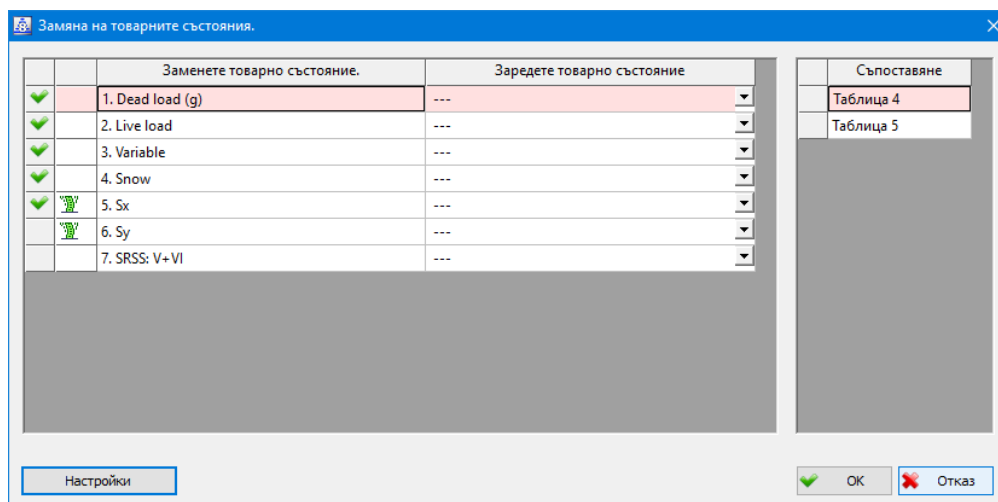 Замяна на товарните състояния.
Заменете товарно състояние. Заредете товарно състояние Съпоставяне
1. Dead load (g) --- Таблица 4
2. Live load --- Таблица 5
3. Variable ---
4. Snow ---
5. Sx ---
6. Sy ---
7. SRSS: V+VI ---
Настройки OK Отказ